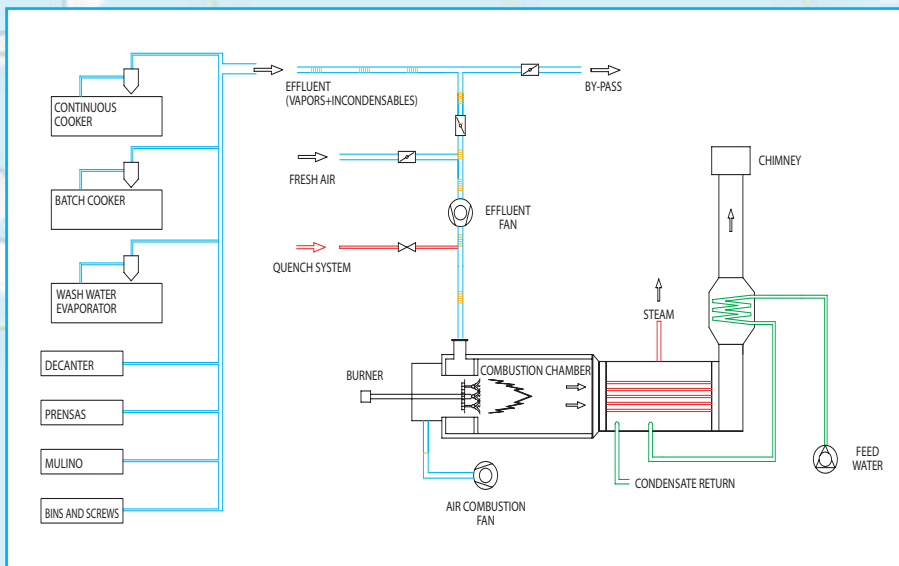 CONTINUOUS
COOKER
BATCH COOKER
WASH WATER
EVAPORATOR
DECANTER
PRENSAS
MULINO
BINS AND SCREWS
EFFLUENT
(VAPORS+INCONDENSABLES)
BY-PASS
FRESH AIR
EFFLUENT
FAN
QUENCH SYSTEM
CHIMNEY
STEAM
BURNER
COMBUSTION CHAMBER
AIR COMBUSTION
FAN
CONDENSATE RETURN
FEED
WATER